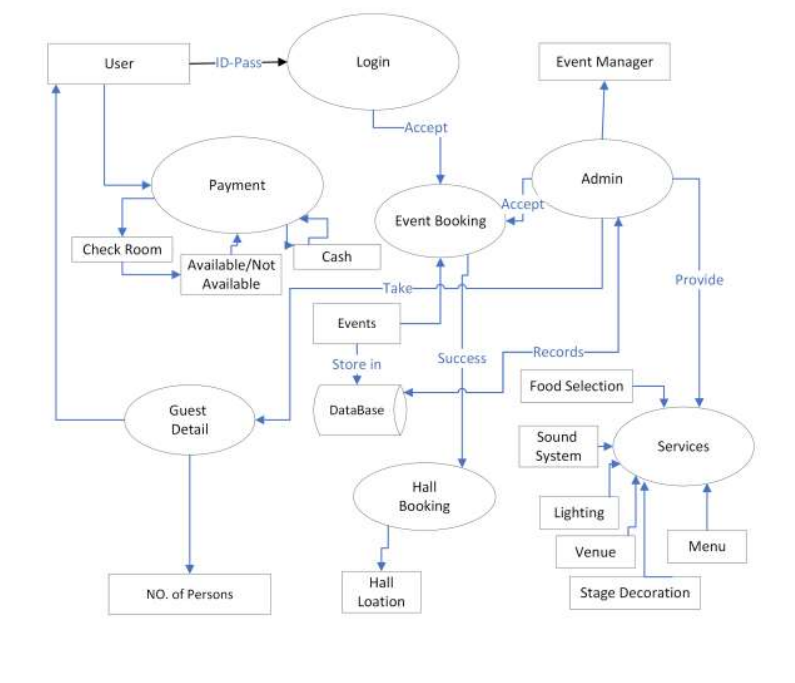 User
ID-Pass
Login
Event Manager
Accept
Payment
Admin
Event Booking
Accept
Check Room
Available/Not
Available
Cash
Take
Provide
Events
Store in
Success
Records
Food Selection
DataBase
Guest
Detail
Sound
System
Services
Hall
Booking
Lighting
Venue
Menu
NO. of Persons
Hall
Loation
Stage Decoration